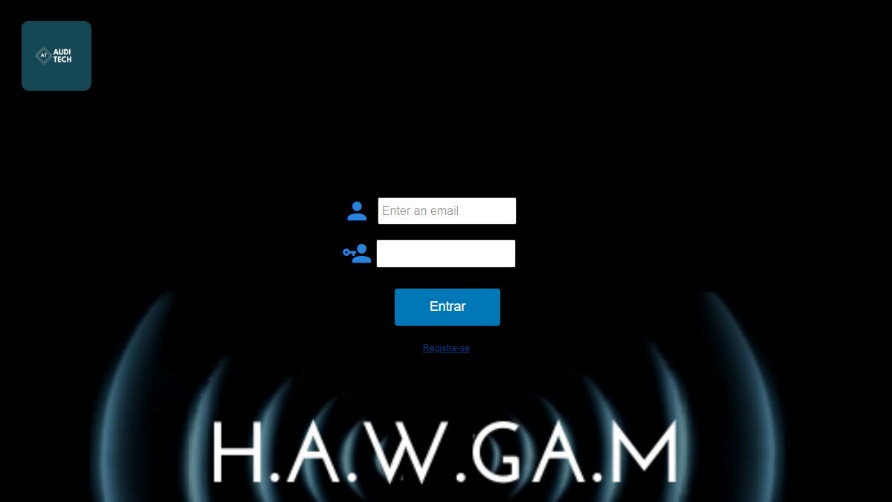 AT
AUDI
TECH
Enter an email
Entrar
Registre-se
H.A.W.GA.M